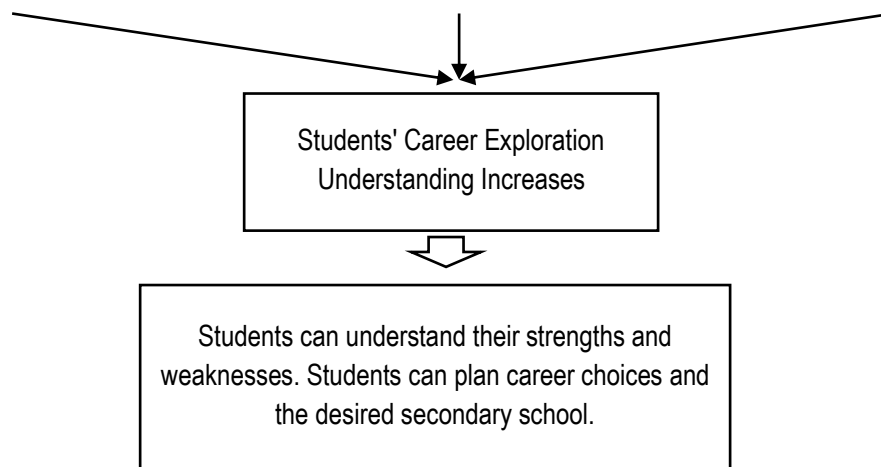 Students' Career Exploration
Understanding Increases
Students can understand their strengths and
weaknesses. Students can plan career choices and
the desired secondary school.